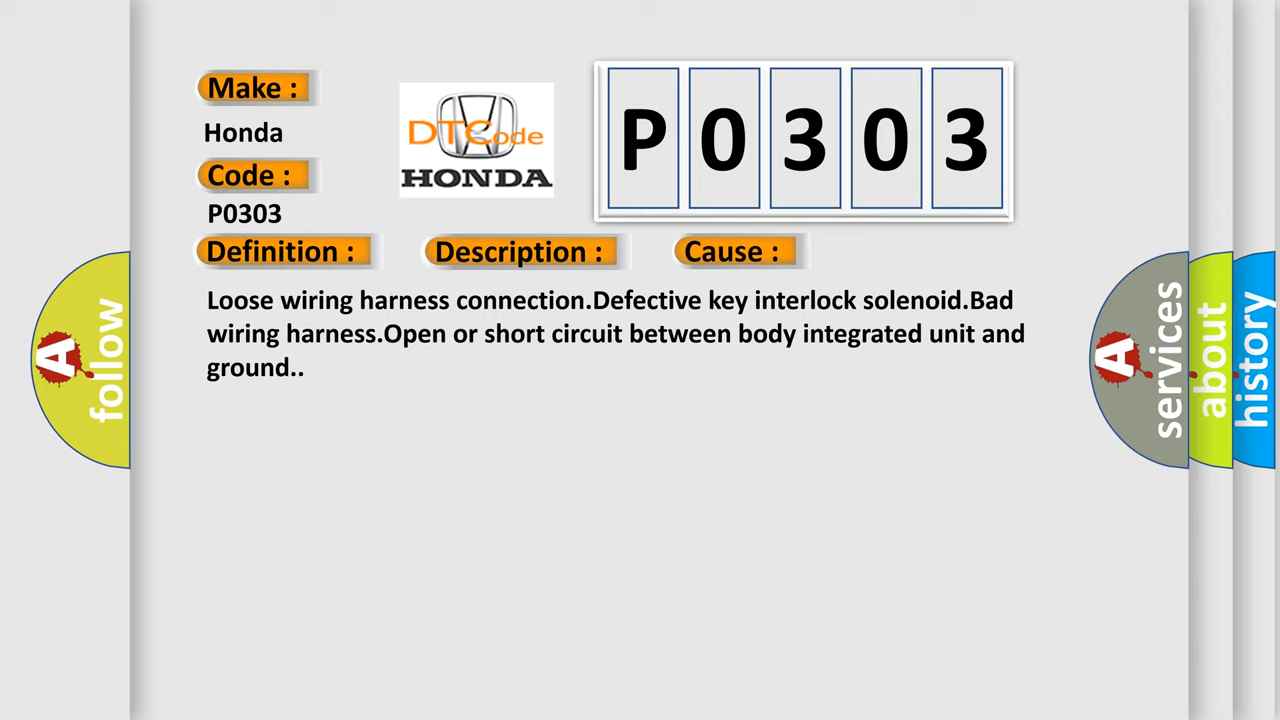 Make :
Honda
Code :
P0303
DTCode
HONDA
P0303
Definition :
Description :
Cause :
Loose wiring harness connection.Defective key interlock solenoid.Bad
wiring harness.Open or short circuit between body integrated unit and
ground..
A follow
A services
about
history